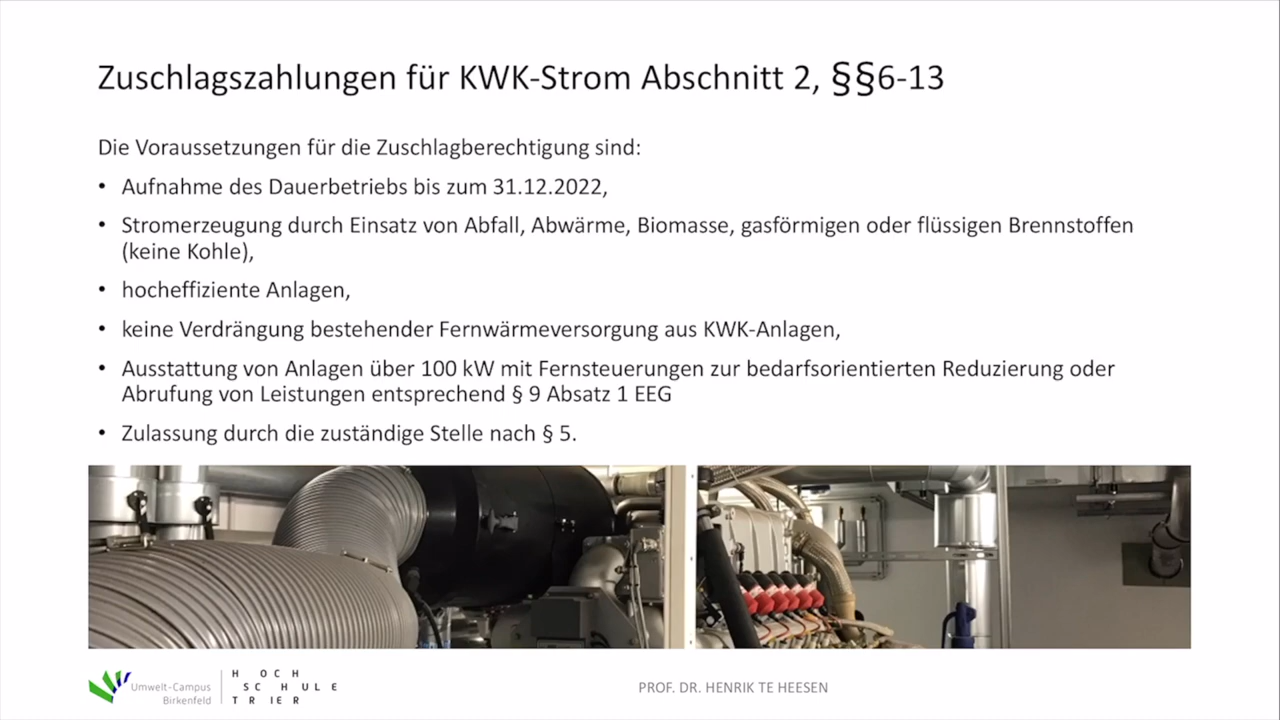 Zuschlagszahlungen für KWK-Strom Abschnitt 2, §§6-13
Die Voraussetzungen für die Zuschlagberechtigung sind:
• Aufnahme des Dauerbetriebs bis zum 31.12.2022,
• Stromerzeugung durch Einsatz von Abfall, Abwärme, Biomasse, gasförmigen oder flüssigen Brennstoffen
(keine Kohle),
• hocheffiziente Anlagen,
• keine Verdrängung bestehender Fernwärmeversorgung aus KWK-Anlagen,
• Ausstattung von Anlagen über 100 kW mit Fernsteuerungen zur bedarfsorientierten Reduzierung oder
Abrufung von Leistungen entsprechend § 9 Absatz 1 EEG
• Zulassung durch die zuständige Stelle nach § 5.
Umwelt-Campus
Birkenfeld
HOCH
SCHULE
TRIER
PROF. DR. HENRIK TE HEESEN